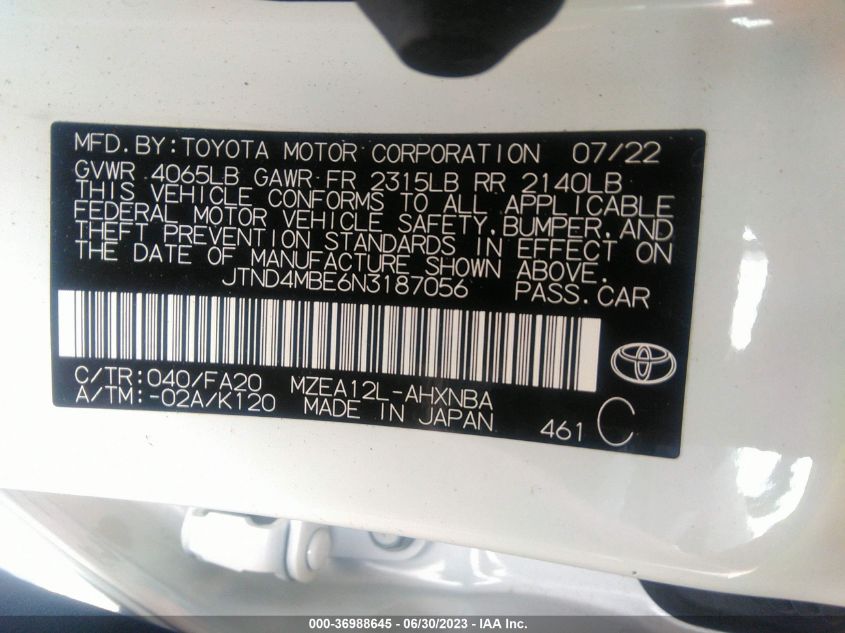 MFD. BY: TOYOTA MOTOR CORPORATION 07/22
GVWR 4065LB GAWR FR 2315LB RR 2140LB
THIS VEHICLE CONFORMS TO ALL APPLICABLE
FEDERAL MOTOR VEHICLE SAFETY, BUMPER, AND
THEFT PREVENTION STANDARDS IN EFFECT ON
THE DATE OF MANUFACTURE SHOWN ABOVE.
JTND4MBE6N3187056 PASS. CAR
C/TR: 040/FA20 MZEA12L-AHXNBA
A/TM: -02A/K120 MADE IN JAPAN
461 C
000-36988645 - 06/30/2023 - IAA Inc.